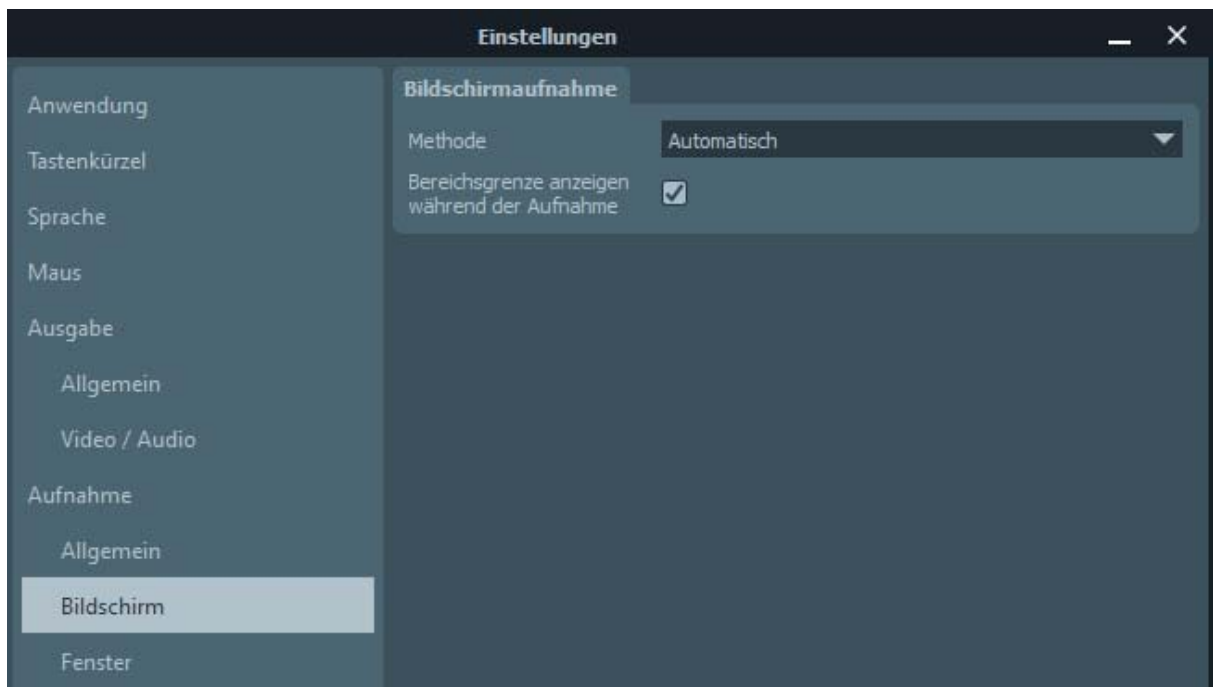 Einstellungen
Anwendung
Tastenkürzel
Sprache
Maus
Ausgabe
Allgemein
Video / Audio
Aufnahme
Allgemein
Bildschirm
Fenster
Bildschirmaufnahme
Methode
Automatisch
Bereichsgrenze anzeigen
während der Aufnahme